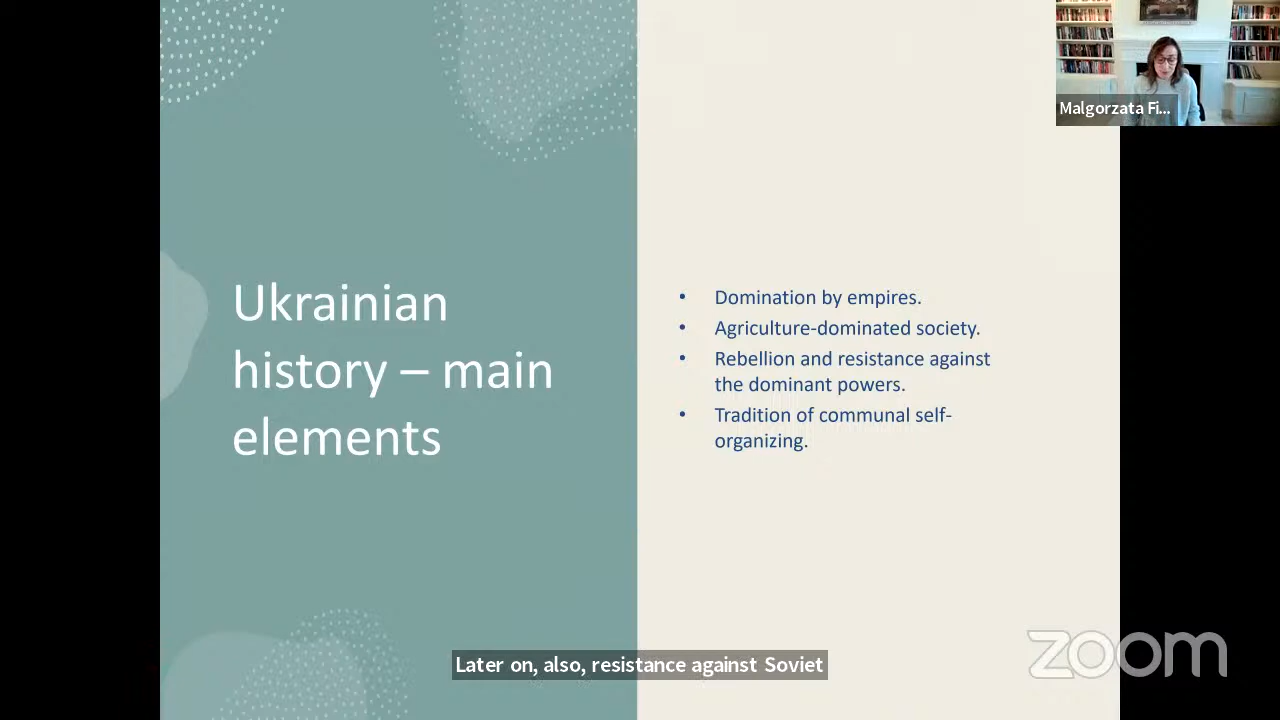 Malgorzata Fi...
Ukrainian
history – main
elements
• Domination by empires.
• Agriculture-dominated society.
• Rebellion and resistance against
the dominant powers.
• Tradition of communal self-
organizing.
Later on, also, resistance against Soviet
zoom